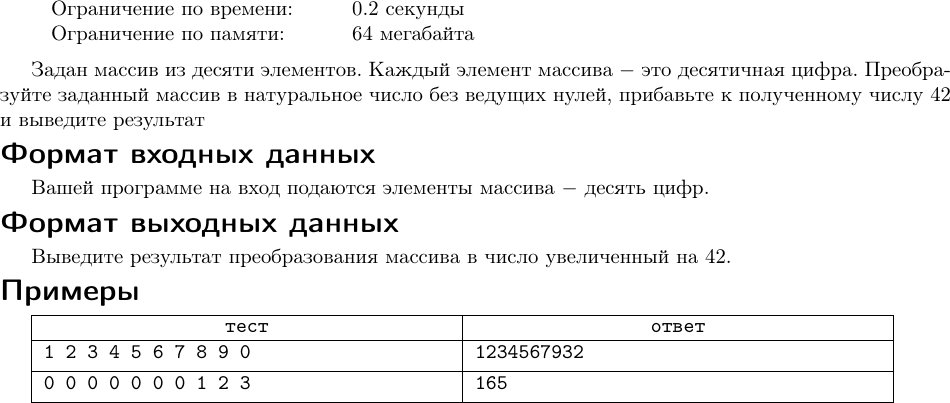 Ограничение по времени: 0.2 секунды
Ограничение по памяти: 64 мегабайта
Задан массив из десяти элементов. Каждый элемент массива – это десятичная цифра. Преобра-
зуйте заданный массив в натуральное число без ведущих нулей, прибавьте к полученному числу 42
и выведите результат
Формат входных данных
Вашей программе на вход подаются элементы массива – десять цифр.
Формат выходных данных
Выведите результат преобразования массива в число увеличенный на 42.
Примеры
тест ответ
1 2 3 4 5 6 7 8 9 0 1234567932
0 0 0 0 0 0 0 1 2 3 165